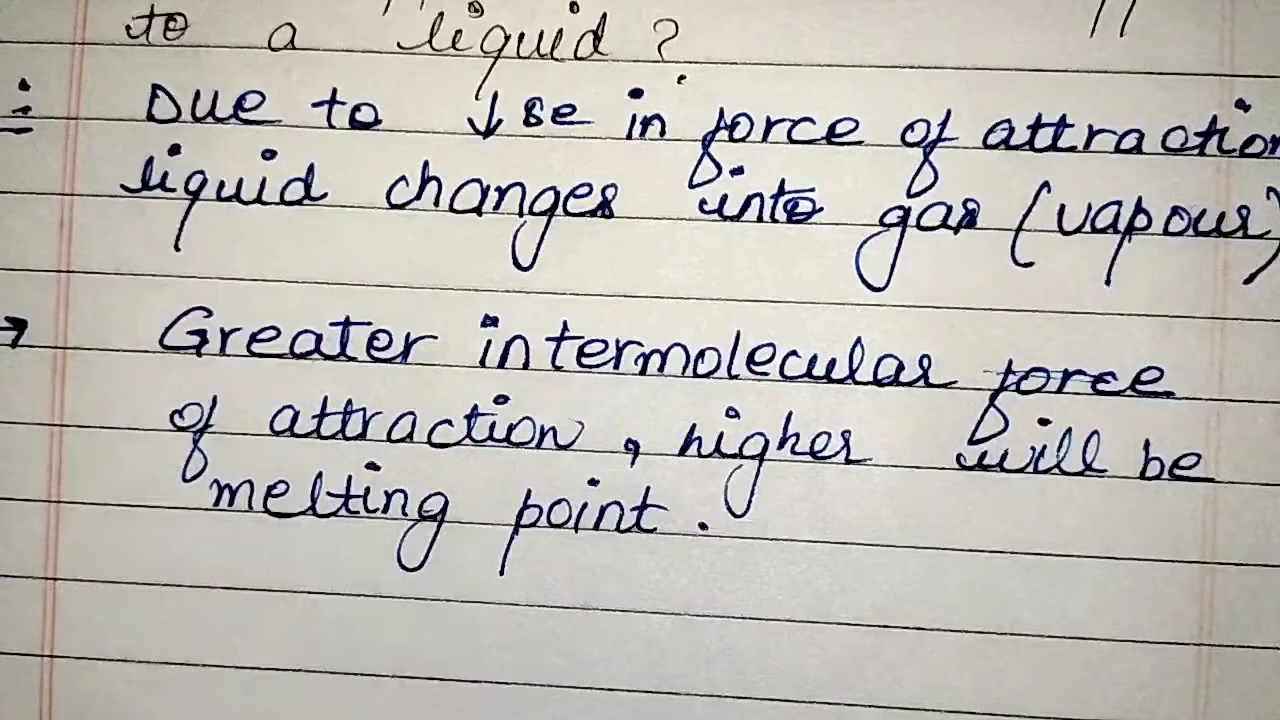 to a liquid?
Due to ↓se in force of attraction
liquid changes into gas (vapour)
→ Greater intermolecular force
of attraction, higher will be
melting point.